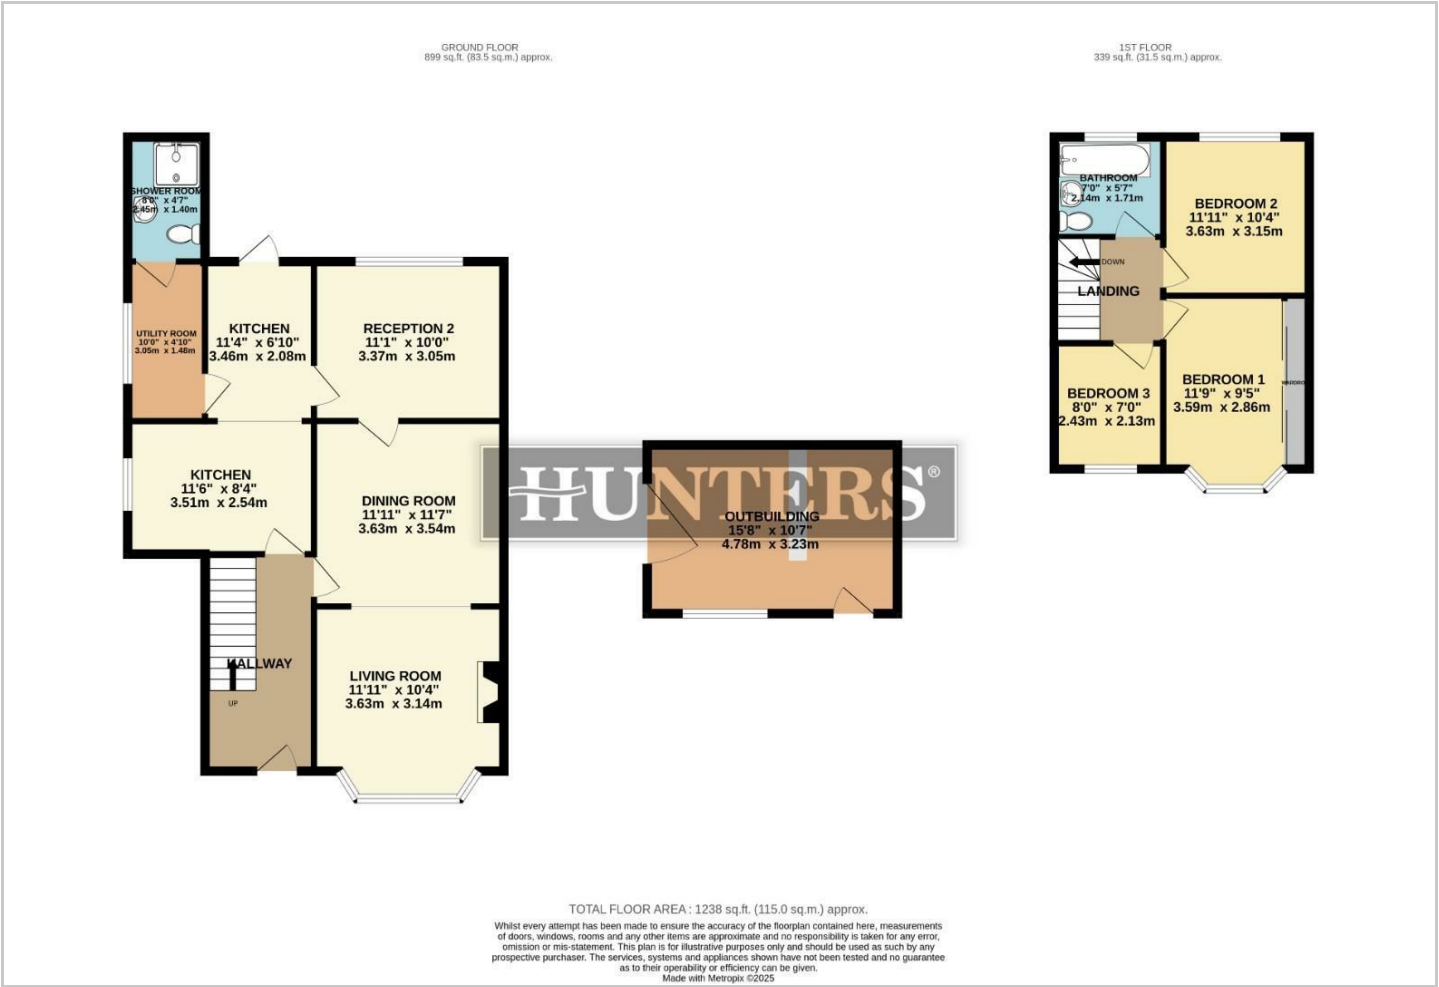 GROUND FLOOR
899 sq.ft. (83.5 sq.m.) approx.
1ST FLOOR
339 sq.ft. (31.5 sq.m.) approx.
SHOWER ROOM
8'0" x 4'7"
2.45m x 1.40m
UTILITY ROOM
10'0" x 4'10"
3.05m x 1.48m
KITCHEN
11'4" x 6'10"
3.46m x 2.08m
RECEPTION 2
11'1" x 10'0"
3.37m x 3.05m
KITCHEN
11'6" x 8'4"
3.51m x 2.54m
DINING ROOM
11'11" x 11'7"
3.63m x 3.54m
HALLWAY
UP
LIVING ROOM
11'11" x 10'4"
3.63m x 3.14m
HUNTERS®
OUTBUILDING
15'8" x 10'7"
4.78m x 3.23m
BATHROOM
7'0" x 5'7"
2.14m x 1.71m
BEDROOM 2
11'11" x 10'4"
3.63m x 3.15m
DOWN
LANDING
BEDROOM 1
11'9" x 9'5"
3.59m x 2.86m
BEDROOM 3
8'0" x 7'0"
2.43m x 2.13m
TOTAL FLOOR AREA : 1238 sq.ft. (115.0 sq.m.) approx.
Whilst every attempt has been made to ensure the accuracy of the floorplan contained here, measurements
of doors, windows, rooms and any other items are approximate and no responsibility is taken for any error,
omission or mis-statement. This plan is for illustrative purposes only and should be used as such by any
prospective purchaser. The services, systems and appliances shown have not been tested and no guarantee
as to their operability or efficiency can be given.
Made with Metropix ©2025